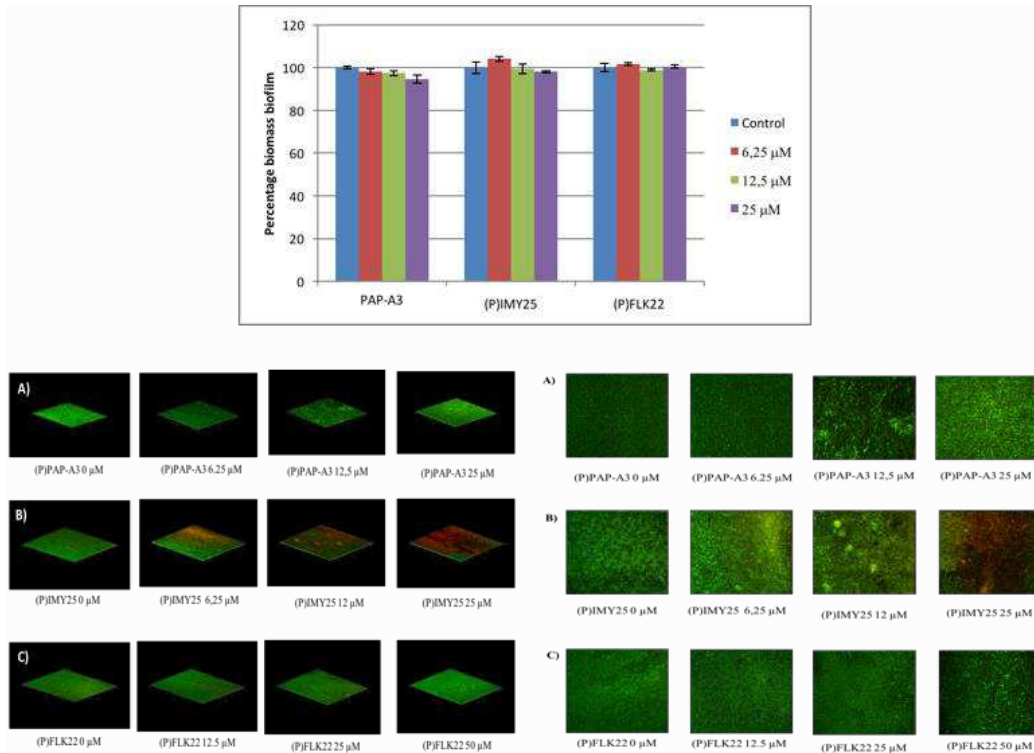 120
100
80
60
40
20
0
Percentage biomass biofilm
PAP-A3
(P)IMY25
(P)FLK22
Control
6,25 µM
12,5 µM
25 µM
A)
(P)PAP-A3 0 µM
(P)PAP-A3 6.25 µM
(P)PAP-A3 12,5 µM
(P)PAP-A3 25 µM
B)
(P)IMY25 0 µM
(P)IMY25 6,25 µM
(P)IMY25 12 µM
(P)IMY25 25 µM
C)
(P)FLK22 0 µM
(P)FLK22 12.5 µM
(P)FLK22 25 µM
(P)FLK22 50 µM
A)
(P)PAP-A3 0 µM
(P)PAP-A3 6.25 µM
(P)PAP-A3 12,5 µM
(P)PAP-A3 25 µM
B)
(P)IMY25 0 µM
(P)IMY25 6,25 µM
(P)IMY25 12 µM
(P)IMY25 25 µM
C)
(P)FLK22 0 µM
(P)FLK22 12.5 µM
(P)FLK22 25 µM
(P)FLK22 50 µM